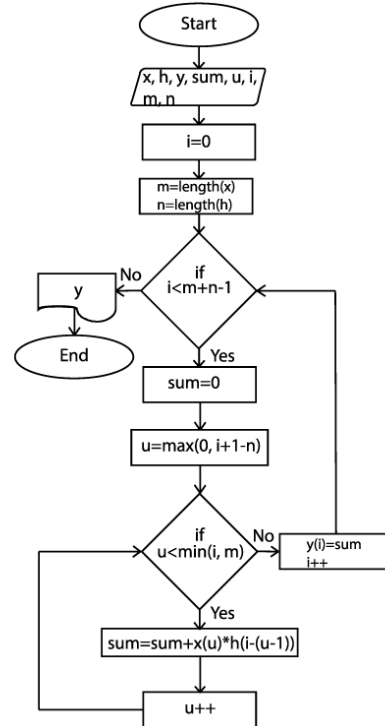 Start
x, h, y, sum, u, i,
m, n
i=0
m=length(x)
n=length(h)
if
i<m+n-1
No
y
End
Yes
sum=0
u=max(0, i+1-n)
if
u<min(i, m)
No
y(i)=sum
i++
Yes
sum=sum+x(u)*h(i-(u-1))
u++